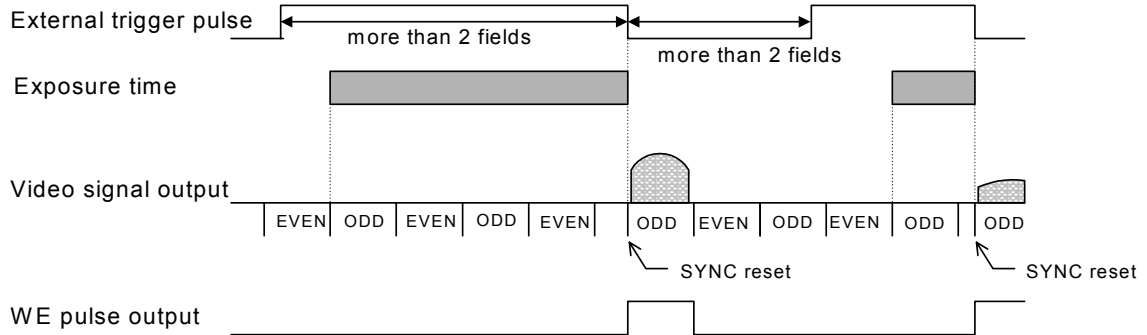 External trigger pulse
more than 2 fields
more than 2 fields
Exposure time
Video signal output
EVEN ODD EVEN ODD EVEN ODD EVEN ODD EVEN ODD ODD
SYNC reset
SYNC reset
WE pulse output